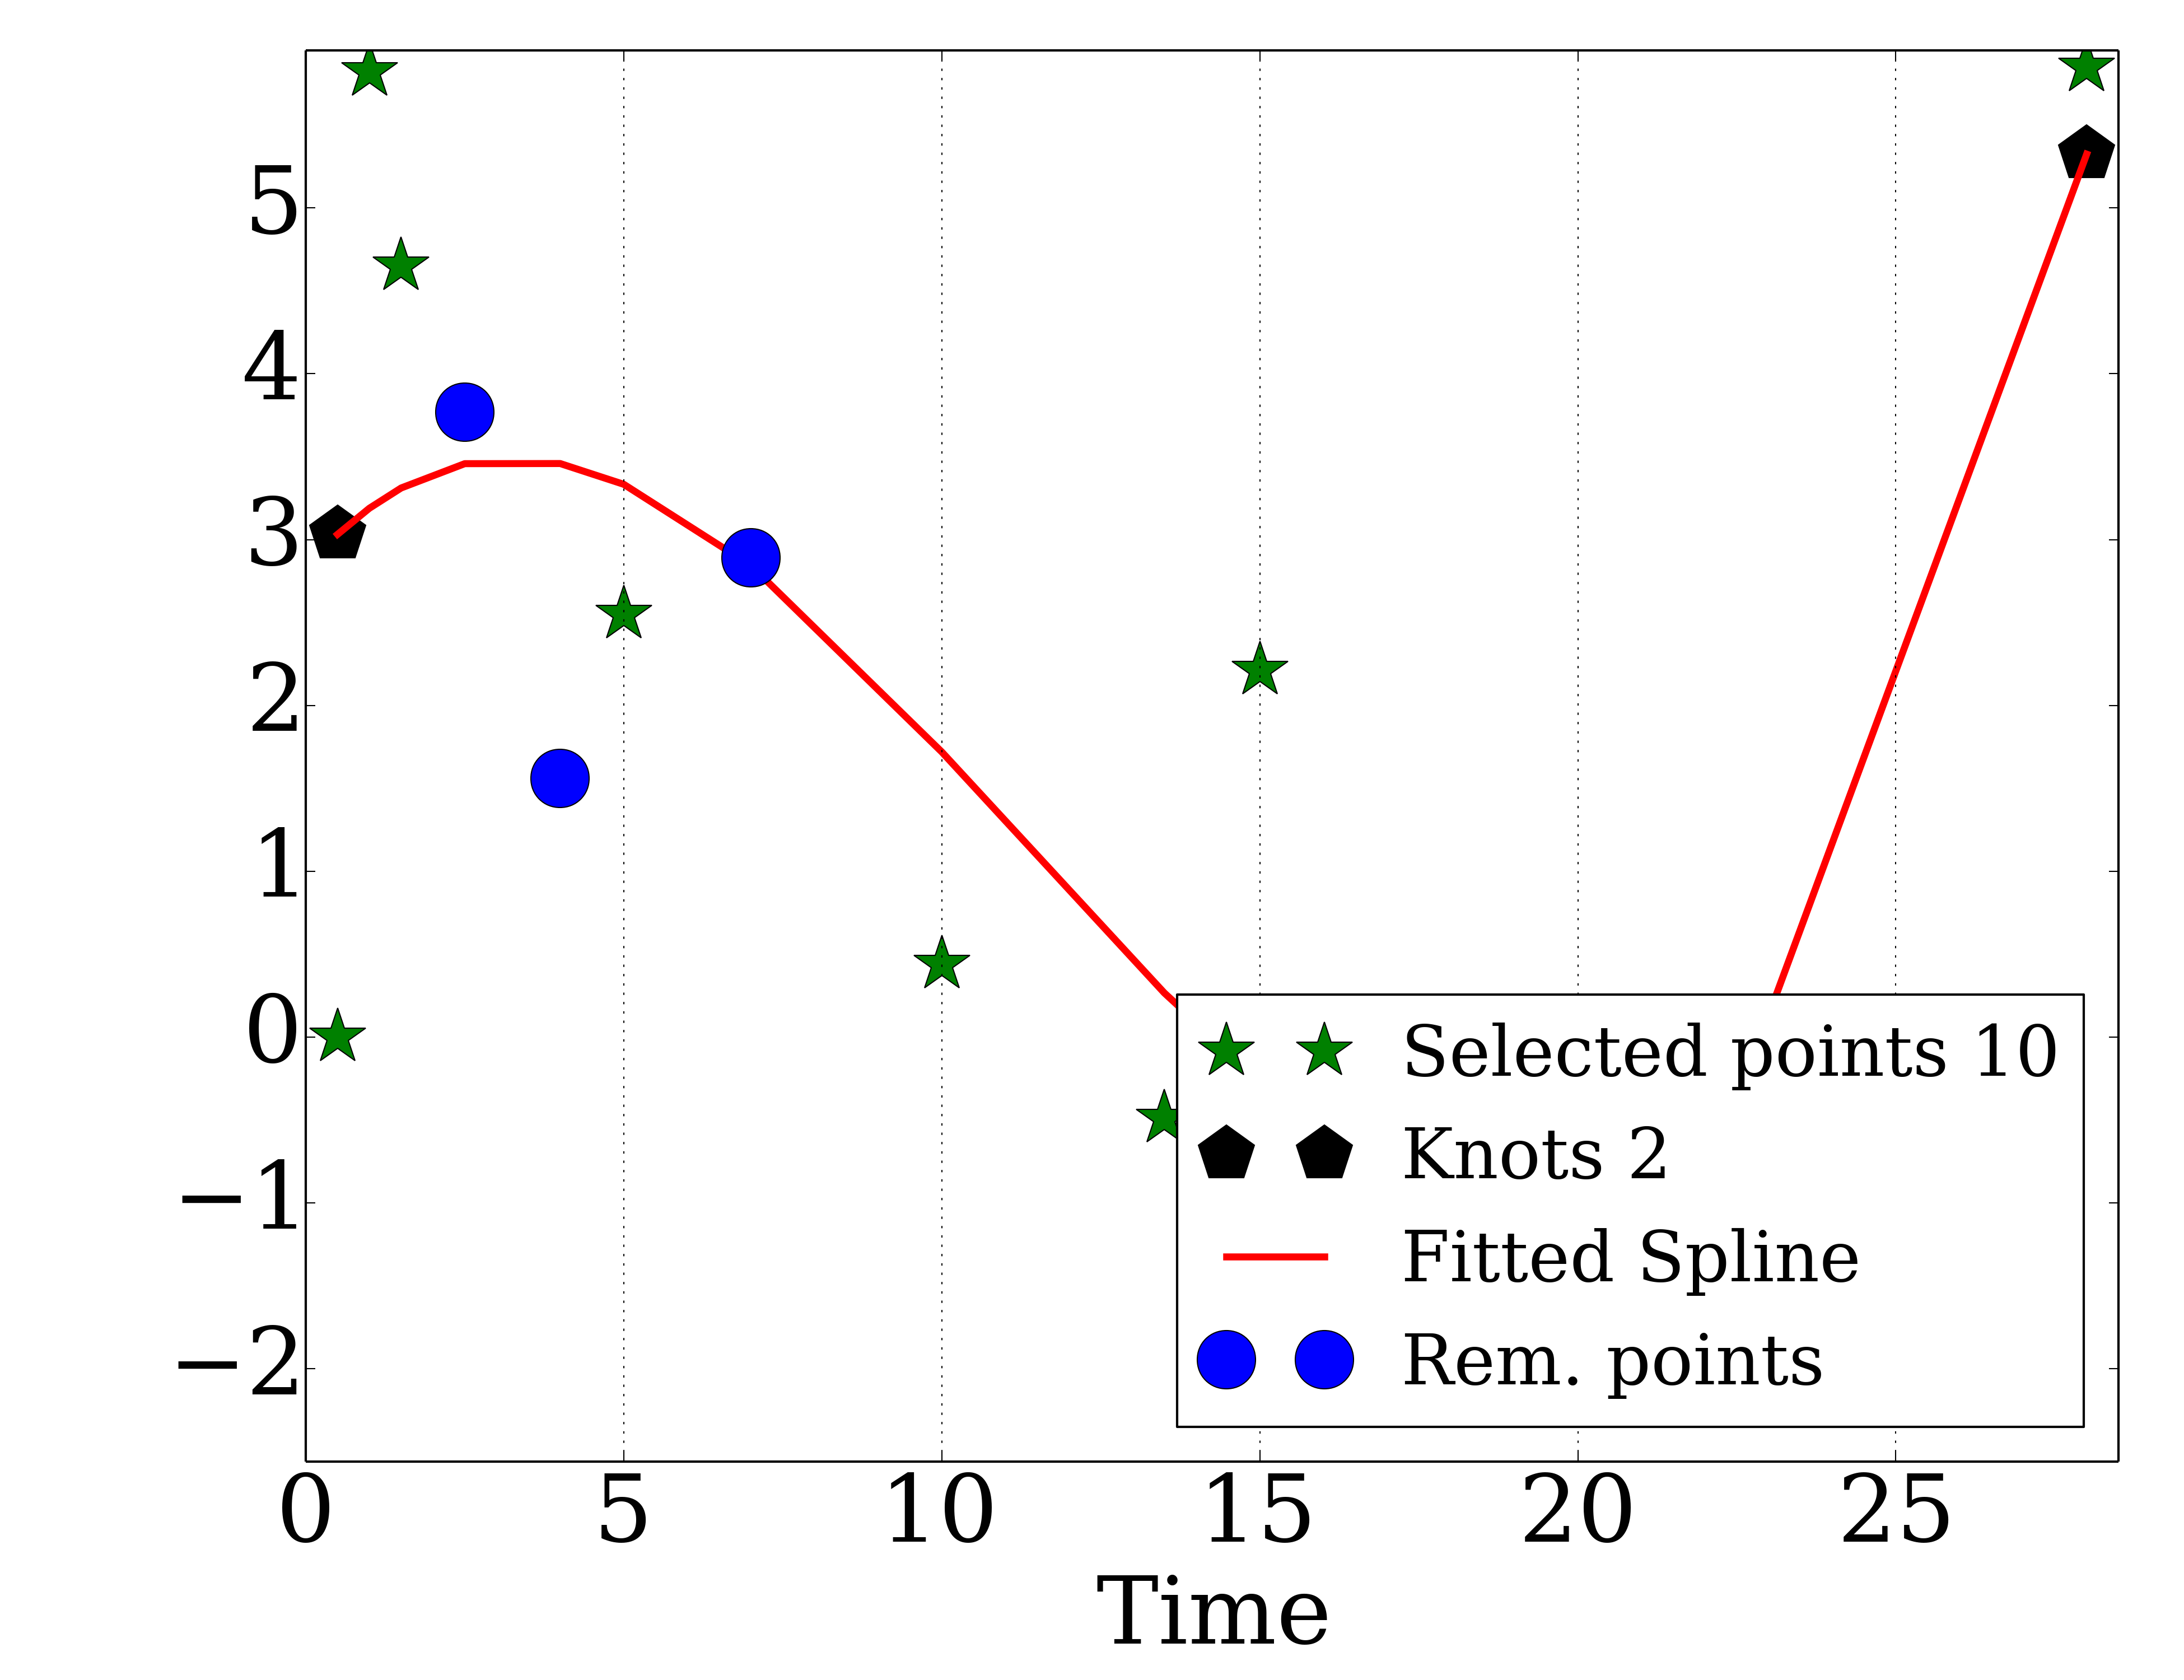 5
4
3
2
1
0
−1
−2
Selected points 10
Knots 2
Fitted Spline
Rem. points
0 5 10 15 20 25
Time